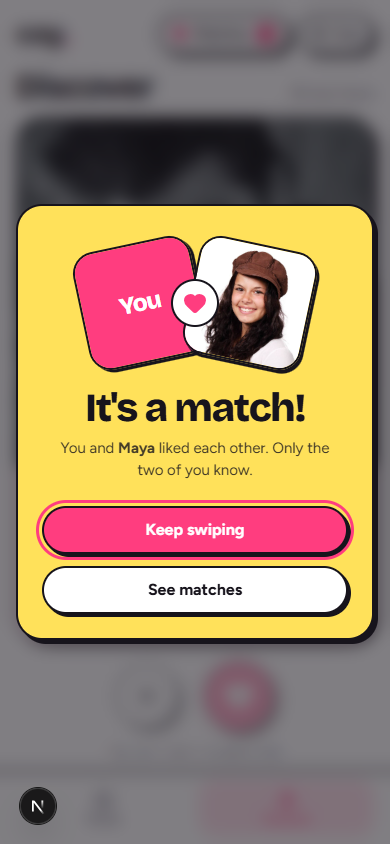 Discover
You
It's a match!
You and Maya liked each other. Only the
two of you know.
Keep swiping
See matches
N